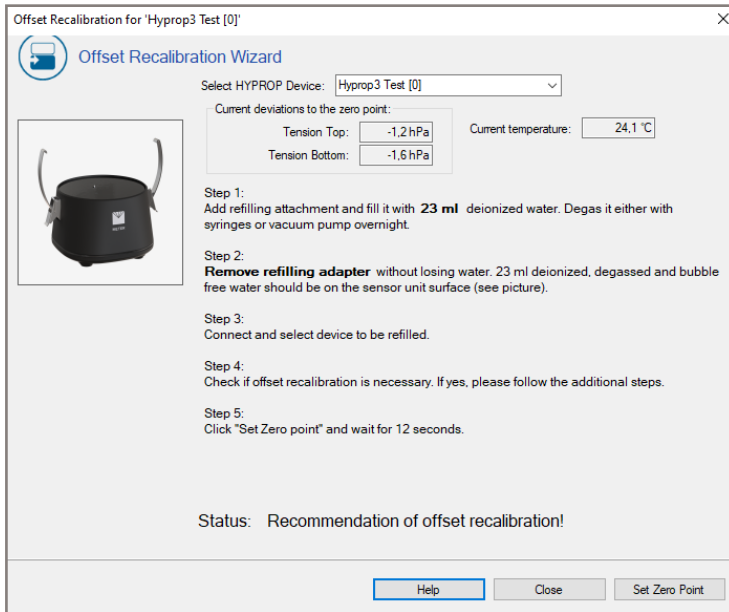 Offset Recalibration for 'Hyprop3 Test [0]'
Offset Recalibration Wizard
Select HYPROP Device: Hyprop3 Test [0]
Current deviations to the zero point:
Tension Top: -1,2 hPa
Current temperature: 24,1 °C
Tension Bottom: -1,6 hPa
Step 1:
Add refilling attachment and fill it with 23 ml deionized water. Degas it either with
syringes or vacuum pump overnight.
Step 2:
Remove refilling adapter without losing water. 23 ml deionized, degassed and bubble
free water should be on the sensor unit surface (see picture).
Step 3:
Connect and select device to be refilled.
Step 4:
Check if offset recalibration is necessary. If yes, please follow the additional steps.
Step 5:
Click "Set Zero point" and wait for 12 seconds.
Status: Recommendation of offset recalibration!
Help Close Set Zero Point